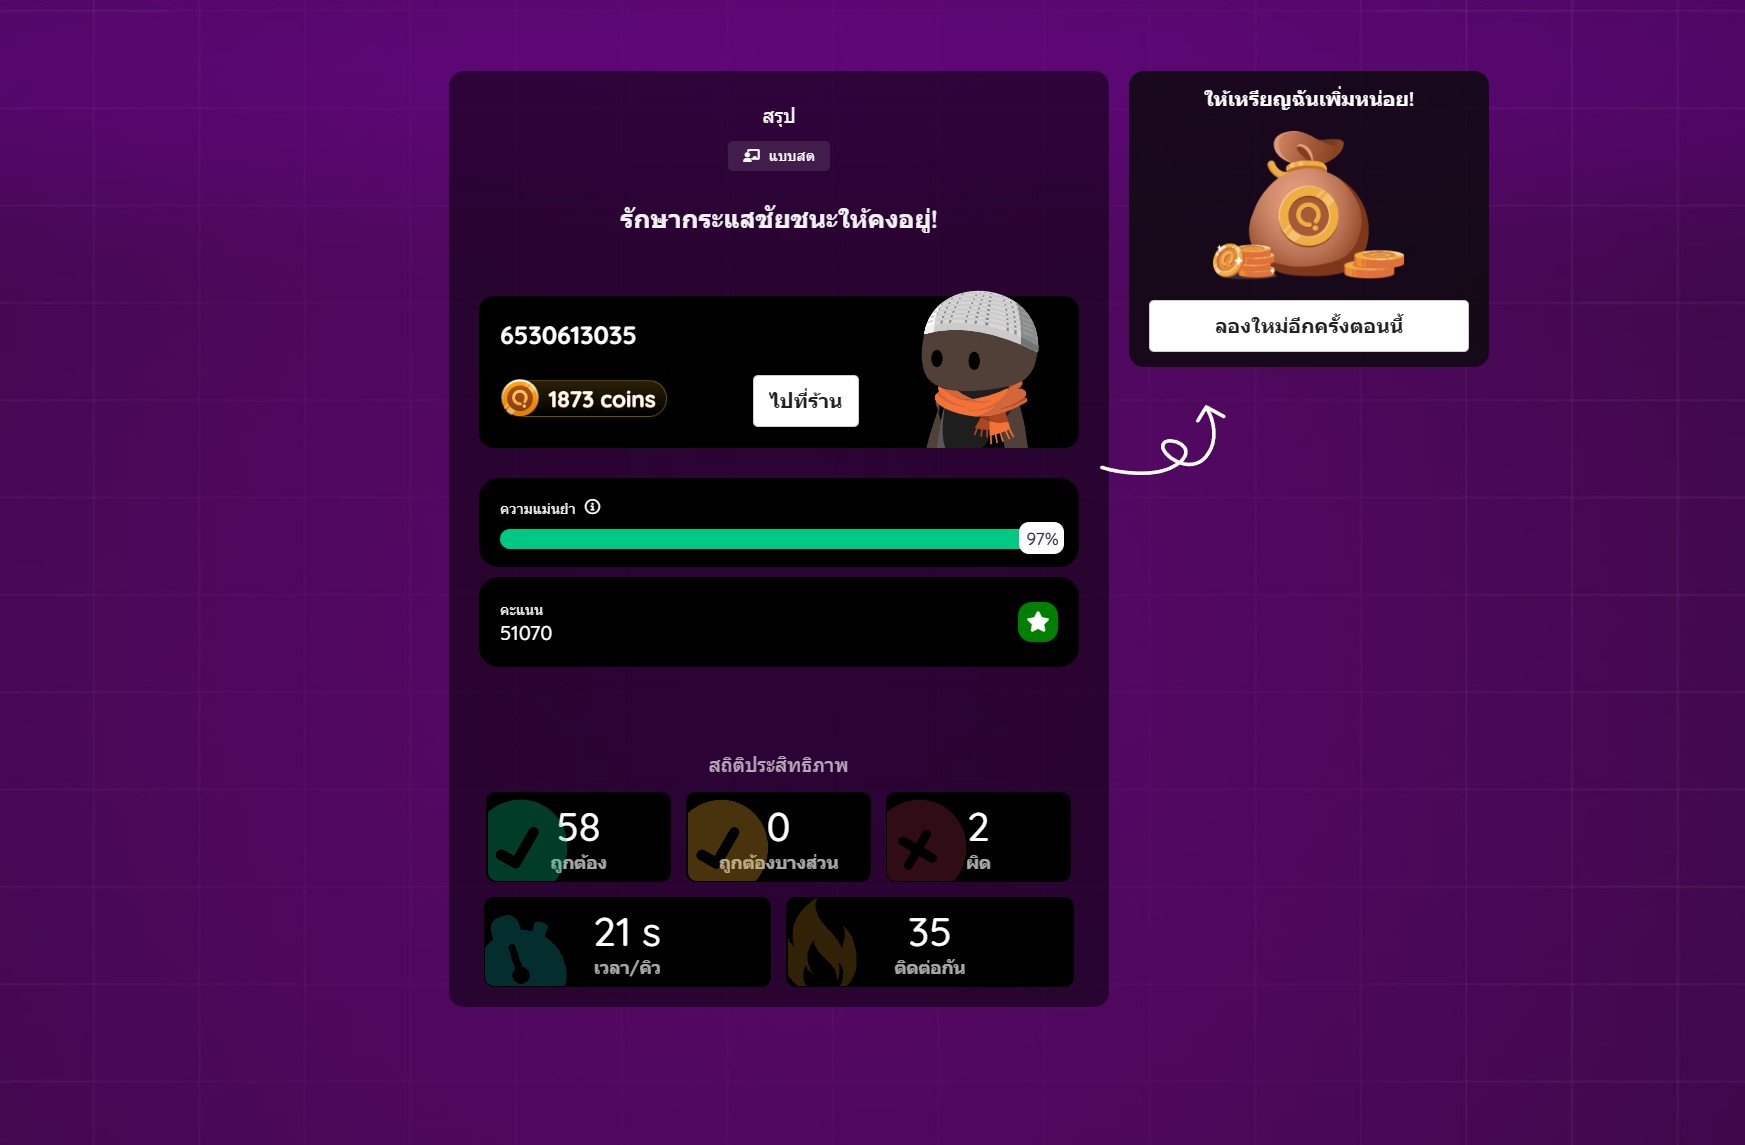 สรุป
แบบสด
รักษากระแสชัยชนะให้คงอยู่!
6530613035
1873 coins
ไปที่ร้าน
ความแม่นยำ
97%
คะแนน
51070
สถิติประสิทธิภาพ
58
ถูกต้อง
0
ถูกต้องบางส่วน
2
ผิด
21 s
เวลา/คิว
35
ติดต่อกัน
ให้เหรียญฉันเพิ่มหน่อย!
ลองใหม่อีกครั้งตอนนี้